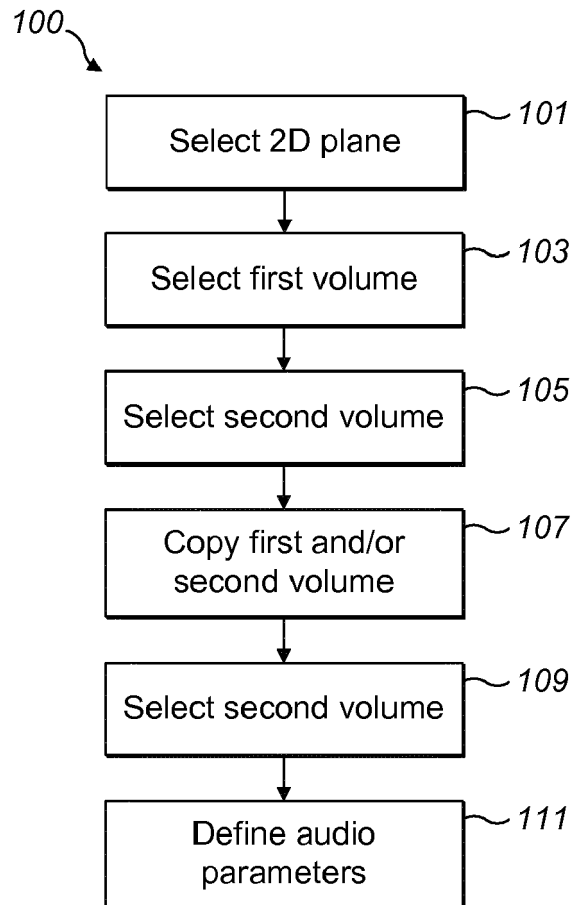 100
101
Select 2D plane
103
Select first volume
105
Select second volume
107
Copy first and/or
second volume
109
Select second volume
111
Define audio
parameters